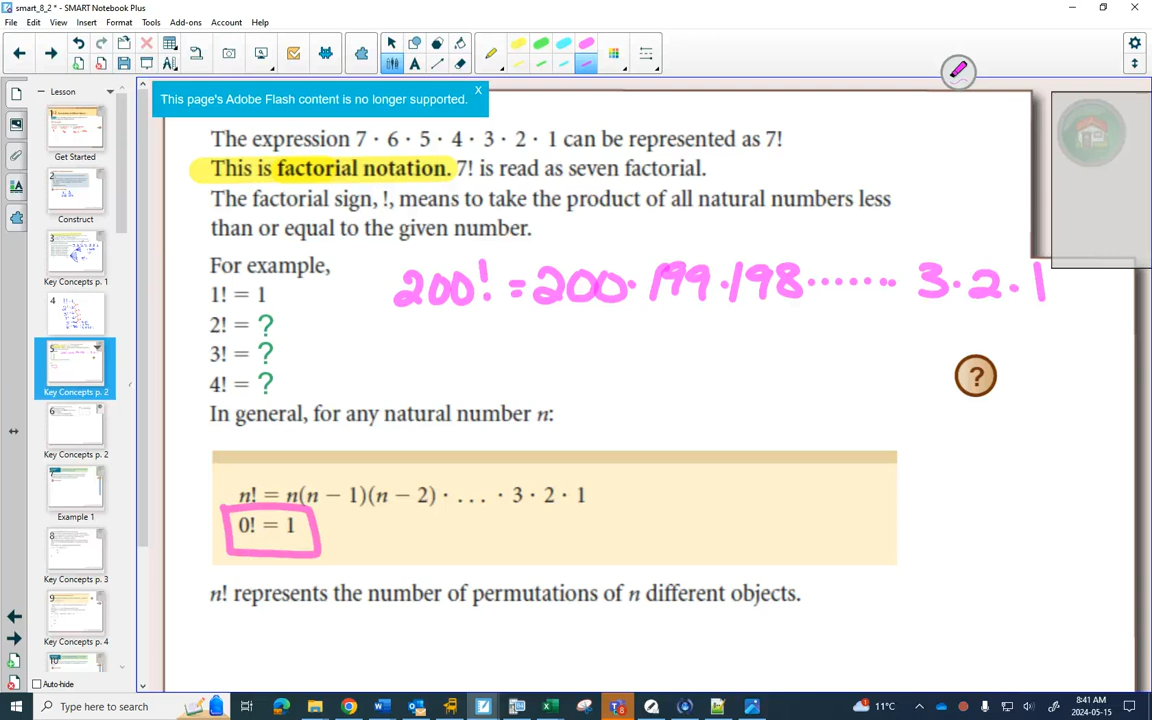 smart_8_2 * - SMART Notebook Plus
File Edit View Insert Format Tools Add-ons Account Help
This page's Adobe Flash content is no longer supported. X
Lesson
Get Started
Construct
Key Concepts p. 1
Key Concepts p. 2
Key Concepts p. 2
Example 1
Key Concepts p. 3
Key Concepts p. 4
Auto-hide
The expression 7 · 6 · 5 · 4 · 3 · 2 · 1 can be represented as 7!
This is factorial notation. 7! is read as seven factorial.
The factorial sign, !, means to take the product of all natural numbers less
than or equal to the given number.
For example,
200! = 200 · 199 · 198 ······· 3 · 2 · 1
1! = 1
2! = ?
3! = ?
4! = ?
?
In general, for any natural number n:
n! = n(n − 1)(n − 2) · . . . · 3 · 2 · 1
0! = 1
n! represents the number of permutations of n different objects.
Type here to search
11°C
8:41 AM
2024-05-15